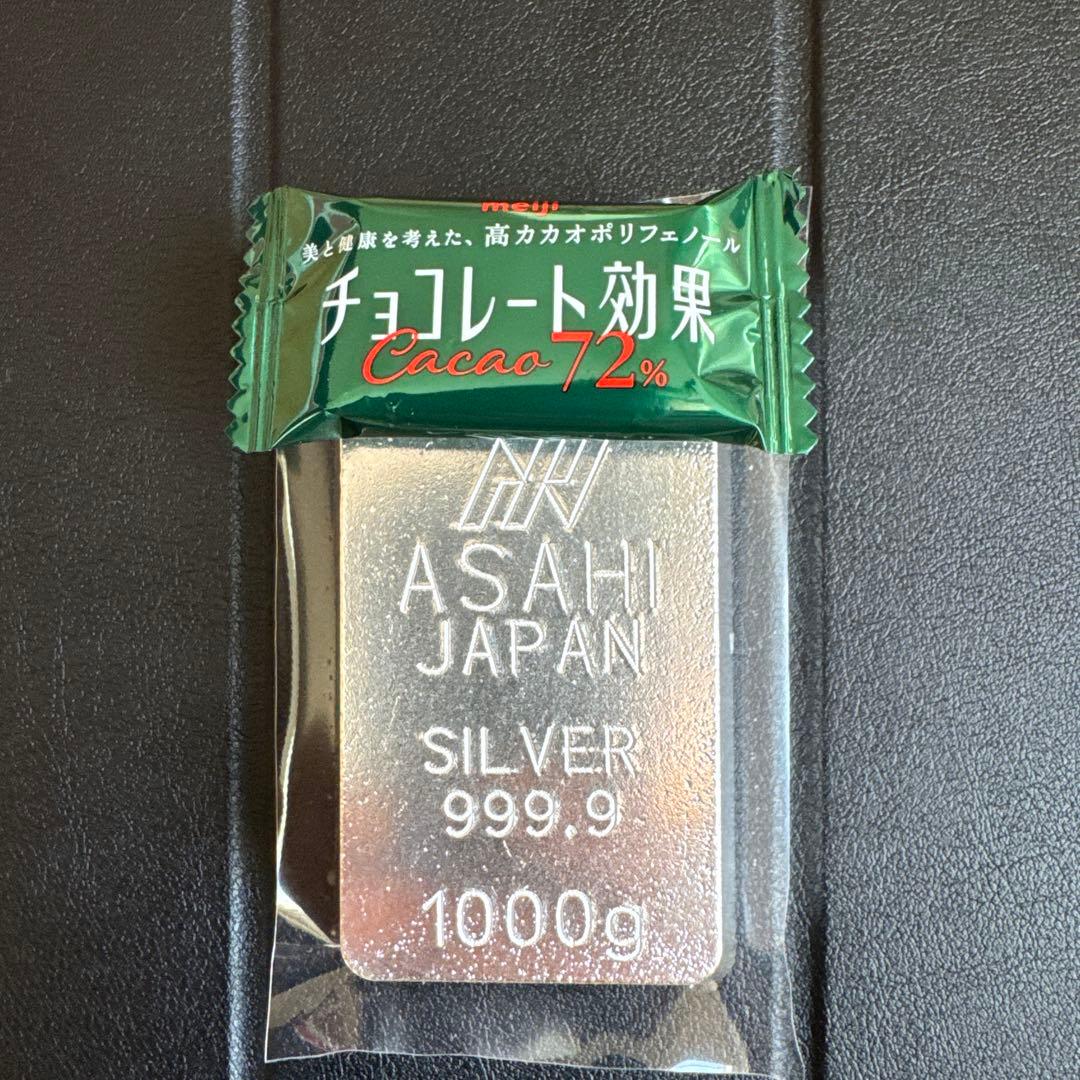 meiji
美と健康を考えた、高カカオポリフェノール
チョコレート効果
Cacao 72%
ASAHI
JAPAN
SILVER
999.9
1000g